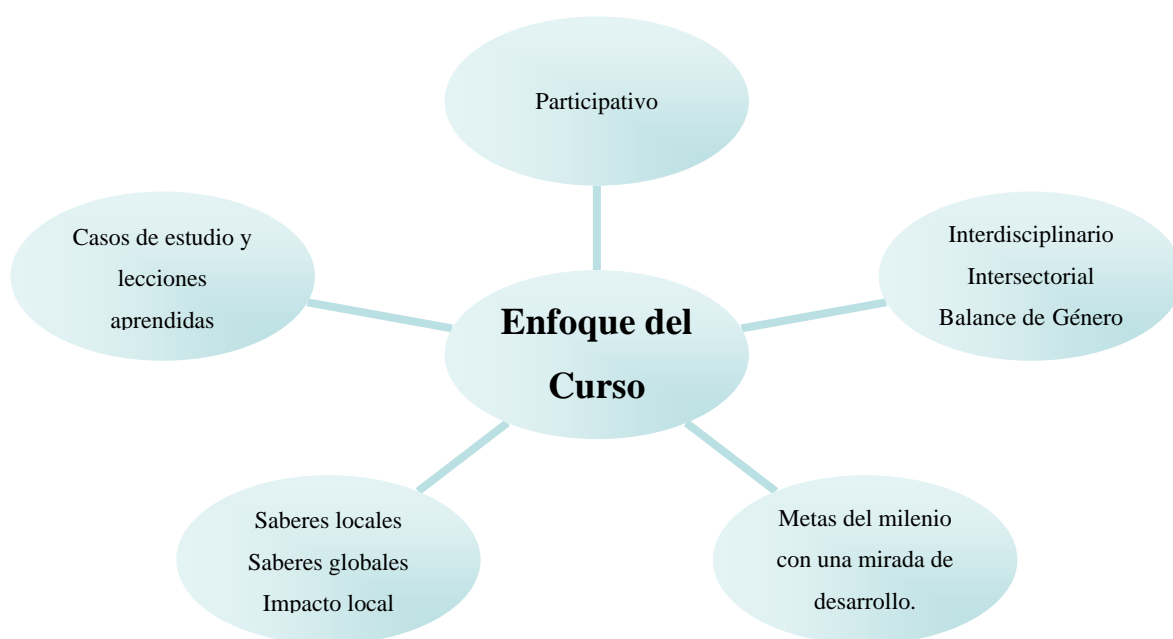 Participativo
Casos de estudio y
lecciones
aprendidas
Interdisciplinario
Intersectorial
Balance de Género
Enfoque del
Curso
Saberes locales
Saberes globales
Impacto local
Metas del milenio
con una mirada de
desarrollo.